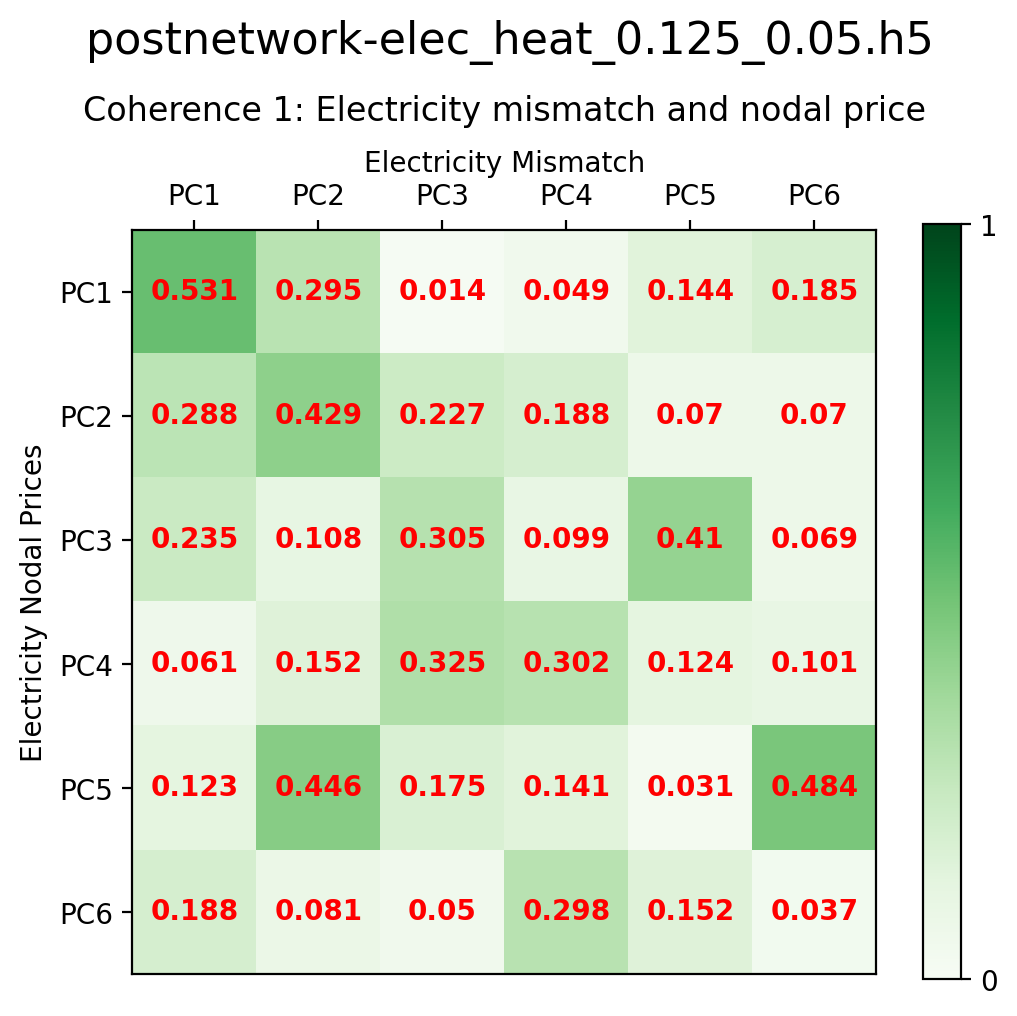 postnetwork-elec_heat_0.125_0.05.h5
Coherence 1: Electricity mismatch and nodal price
Electricity Mismatch
PC1 PC2 PC3 PC4 PC5 PC6
1
PC1 0.531 0.295 0.014 0.049 0.144 0.185
PC2 0.288 0.429 0.227 0.188 0.07 0.07
PC3 0.235 0.108 0.305 0.099 0.41 0.069
Electricity Nodal Prices
PC4 0.061 0.152 0.325 0.302 0.124 0.101
PC5 0.123 0.446 0.175 0.141 0.031 0.484
PC6 0.188 0.081 0.05 0.298 0.152 0.037
0